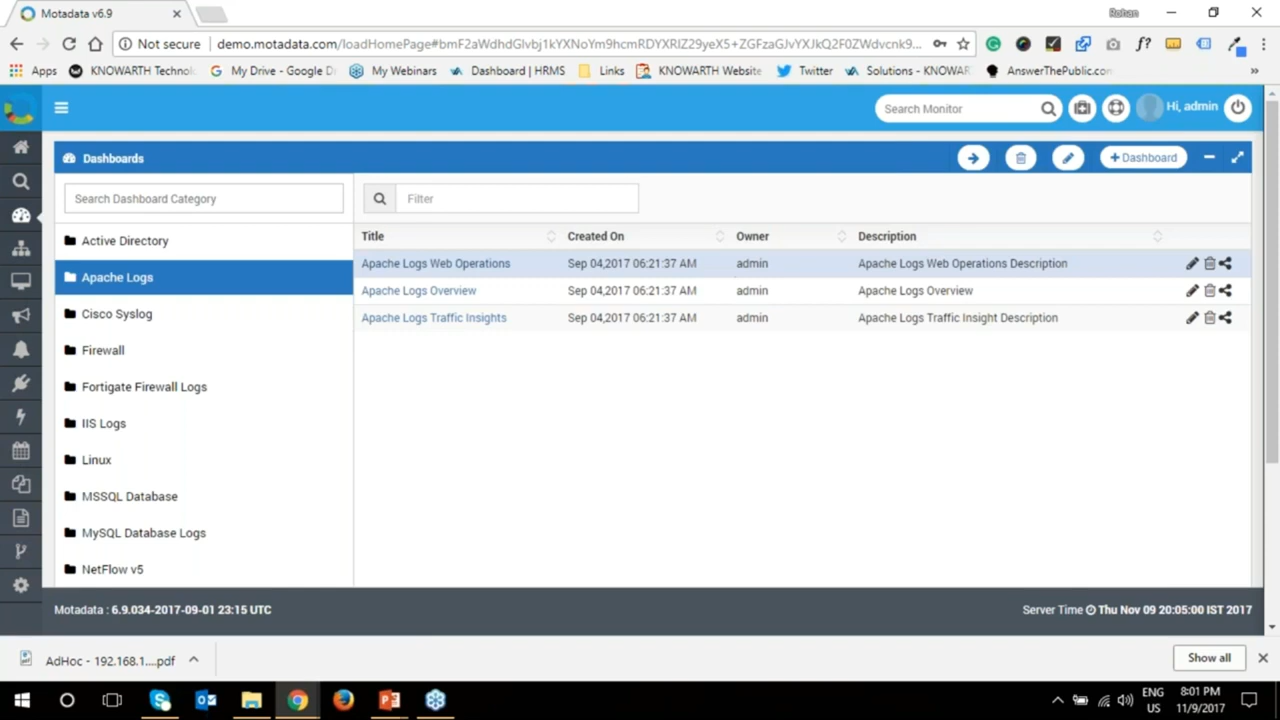 Motadata v6.9
Rohan
Not secure
demo.motadata.com/loadHomePage#bmF2aWdhdGlvbj1kYXNoYm9hcmRDYXRlZ29yeX5+ZGFzaGJvYXJkQ2F0ZWdvcnk9...
Apps
KNOWARTH Technol
My Drive - Google Di
My Webinars
Dashboard | HRMS
Links
KNOWARTH Website
Twitter
Solutions - KNOWAR
AnswerThePublic.com
»
Search Monitor
Hi, admin
Dashboards
+ Dashboard
Search Dashboard Category
Filter
Title
Created On
Owner
Description
Active Directory
Apache Logs
Cisco Syslog
Firewall
Fortigate Firewall Logs
IIS Logs
Linux
MSSQL Database
MySQL Database Logs
NetFlow v5
Apache Logs Web Operations
Sep 04,2017 06:21:37 AM
admin
Apache Logs Web Operations Description
Apache Logs Overview
Sep 04,2017 06:21:37 AM
admin
Apache Logs Overview
Apache Logs Traffic Insights
Sep 04,2017 06:21:37 AM
admin
Apache Logs Traffic Insight Description
Motadata : 6.9.034-2017-09-01 23:15 UTC
Server Time Thu Nov 09 20:05:00 IST 2017
AdHoc - 192.168.1....pdf
Show all
ENG
US
8:01 PM
11/9/2017